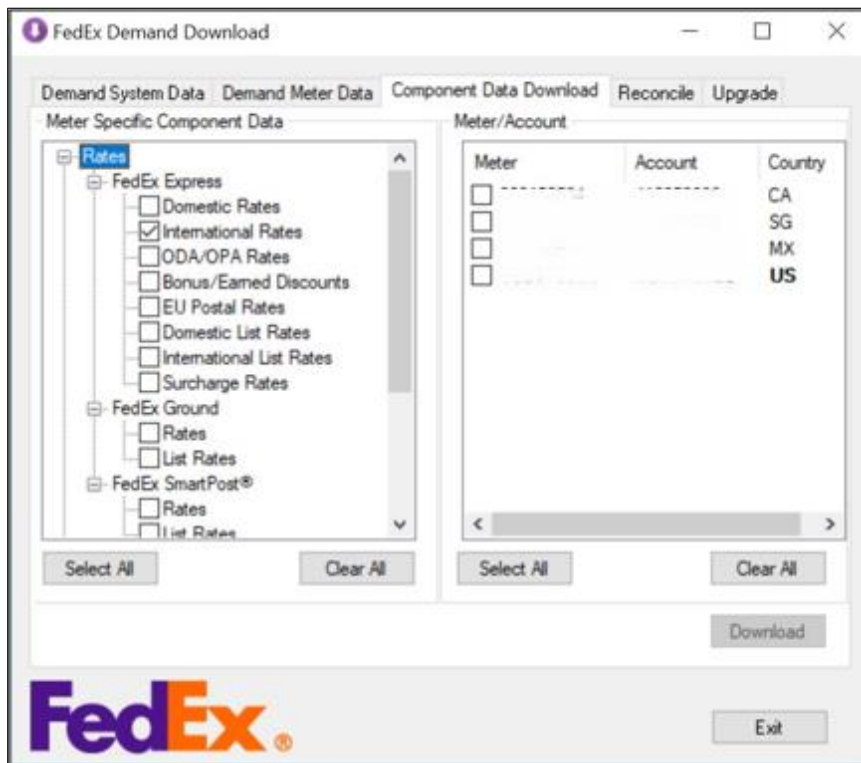 FedEx Demand Download
Demand System Data Demand Meter Data Component Data Download Reconcile Upgrade
Meter Specific Component Data
Rates
FedEx Express
Domestic Rates
International Rates
ODA/OPA Rates
Bonus/Earned Discounts
EU Postal Rates
Domestic List Rates
International List Rates
Surcharge Rates
FedEx Ground
Rates
List Rates
FedEx SmartPost®
Rates
List Rates
Select All Clear All
Meter/Account
Meter Account Country
CA
SG
MX
US
Select All Clear All
Download
FedEx®
Exit